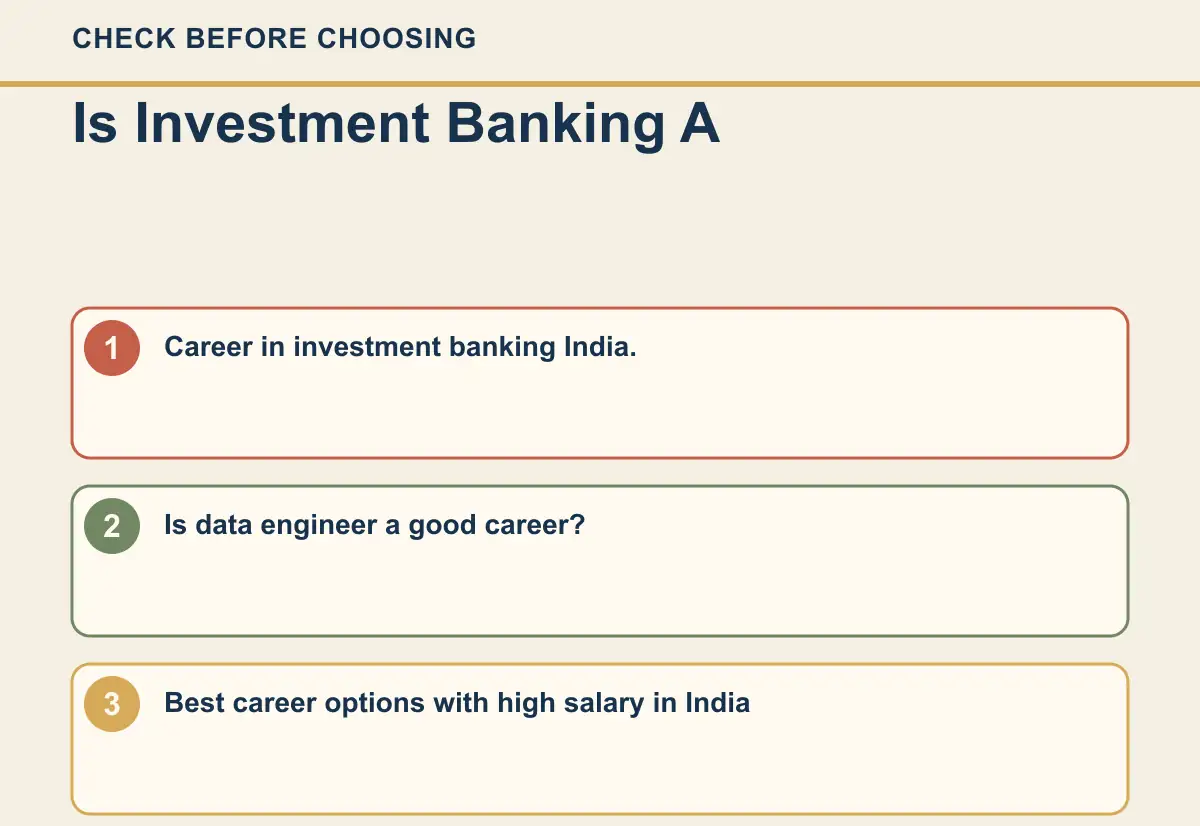 CHECK BEFORE CHOOSING
Is Investment Banking A
1 Career in investment banking India.
2 Is data engineer a good career?
3 Best career options with high salary in India